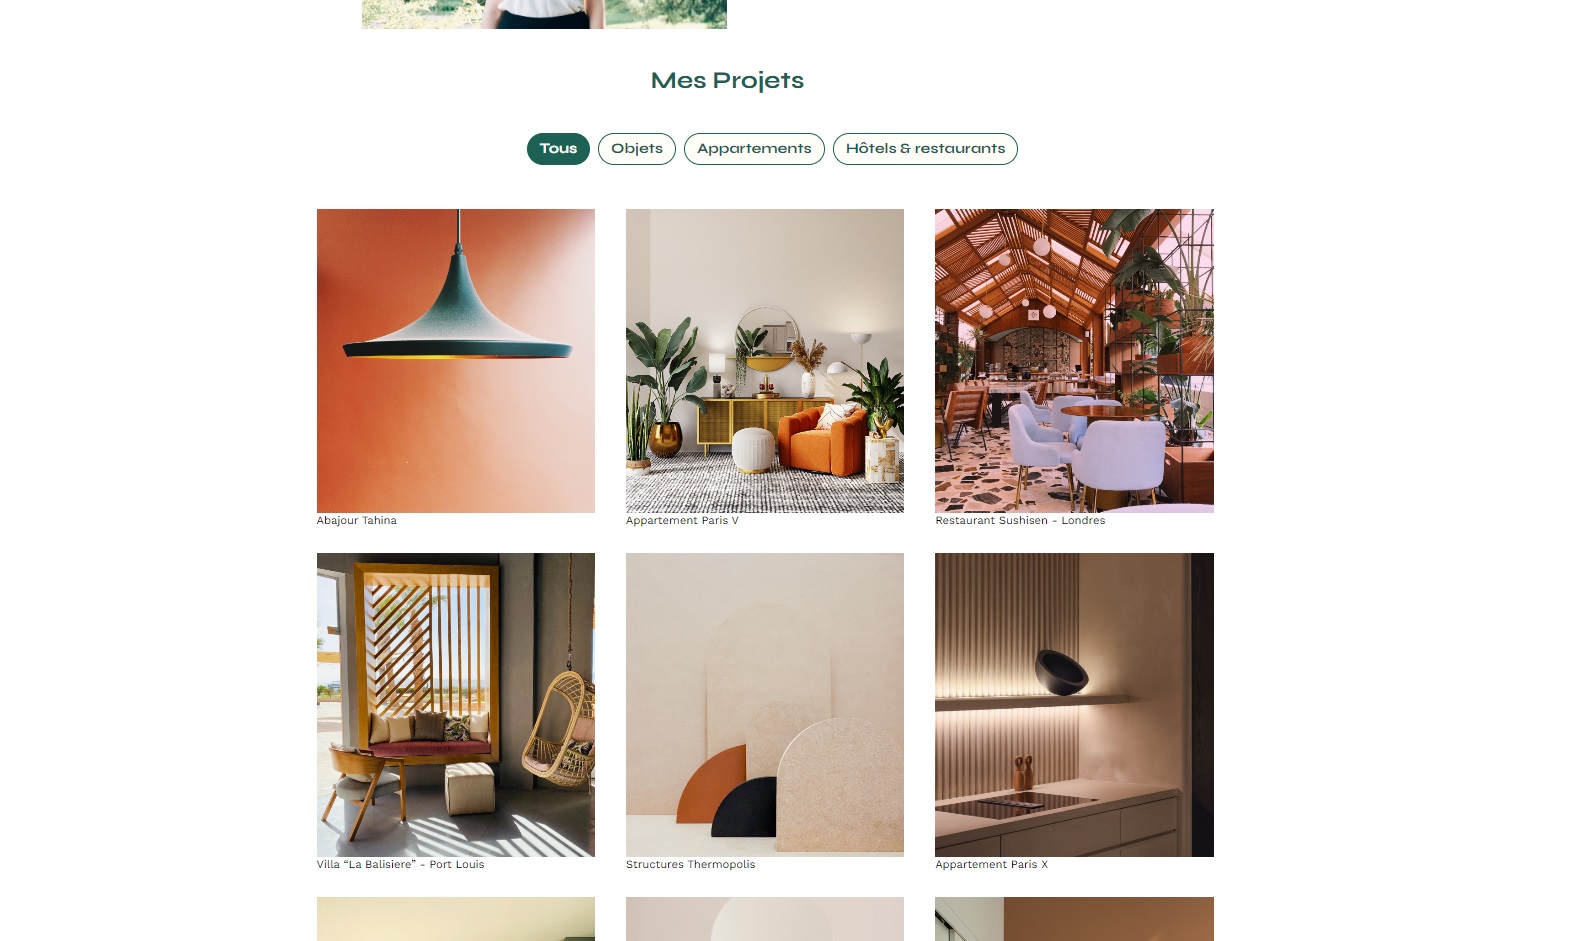 Mes Projets
Tous
Objets
Appartements
Hôtels & restaurants
Abajour Tahina
Appartement Paris V
Restaurant Sushisen - Londres
Villa “La Balisiere” - Port Louis
Structures Thermopolis
Appartement Paris X